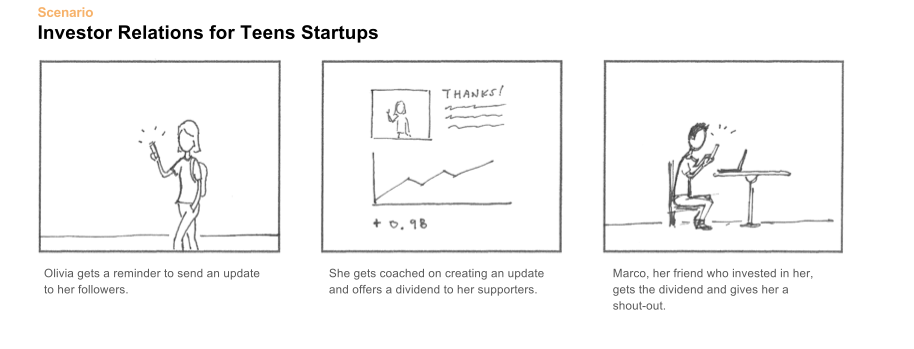 Scenario
Investor Relations for Teens Startups
THANKS!
+ 0.9B
Olivia gets a reminder to send an update
to her followers.
She gets coached on creating an update
and offers a dividend to her supporters.
Marco, her friend who invested in her,
gets the dividend and gives her a
shout-out.